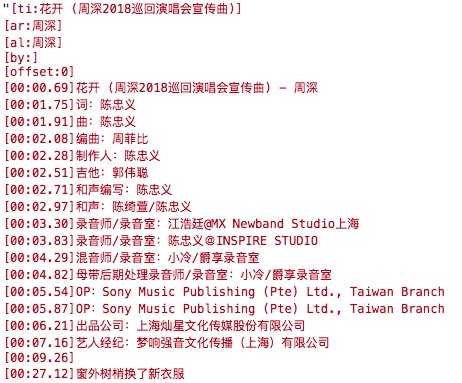 "[ti:花开 (周深2018巡回演唱会宣传曲)]
[ar:周深]
[al:周深]
[by:]
[offset:0]
[00:00.69]花开 (周深2018巡回演唱会宣传曲) - 周深
[00:01.75]词：陈忠义
[00:01.91]曲：陈忠义
[00:02.08]编曲：周菲比
[00:02.28]制作人：陈忠义
[00:02.51]吉他：郭伟聪
[00:02.71]和声编写：陈忠义
[00:02.97]和声：陈绮萱/陈忠义
[00:03.30]录音师/录音室：江浩廷@MX Newband Studio上海
[00:03.83]录音师/录音室：陈忠义@INSPIRE STUDIO
[00:04.29]混音师/录音室：小冷/爵享录音室
[00:04.82]母带后期处理录音师/录音室：小冷/爵享录音室
[00:05.54]OP：Sony Music Publishing (Pte) Ltd., Taiwan Branch
[00:05.87]OP：Sony Music Publishing (Pte) Ltd., Taiwan Branch
[00:06.21]出品公司：上海灿星文化传媒股份有限公司
[00:07.16]艺人经纪：梦响强音文化传播（上海）有限公司
[00:09.26]
[00:27.12]窗外树梢换了新衣服